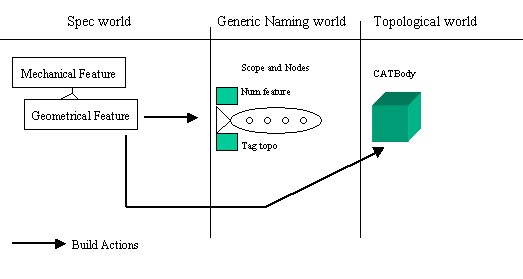 Spec world
Generic Naming world
Topological world
Mechanical Feature
Geometrical Feature
Scope and Nodes
Num feature
Tag topo
CATBody
Build Actions